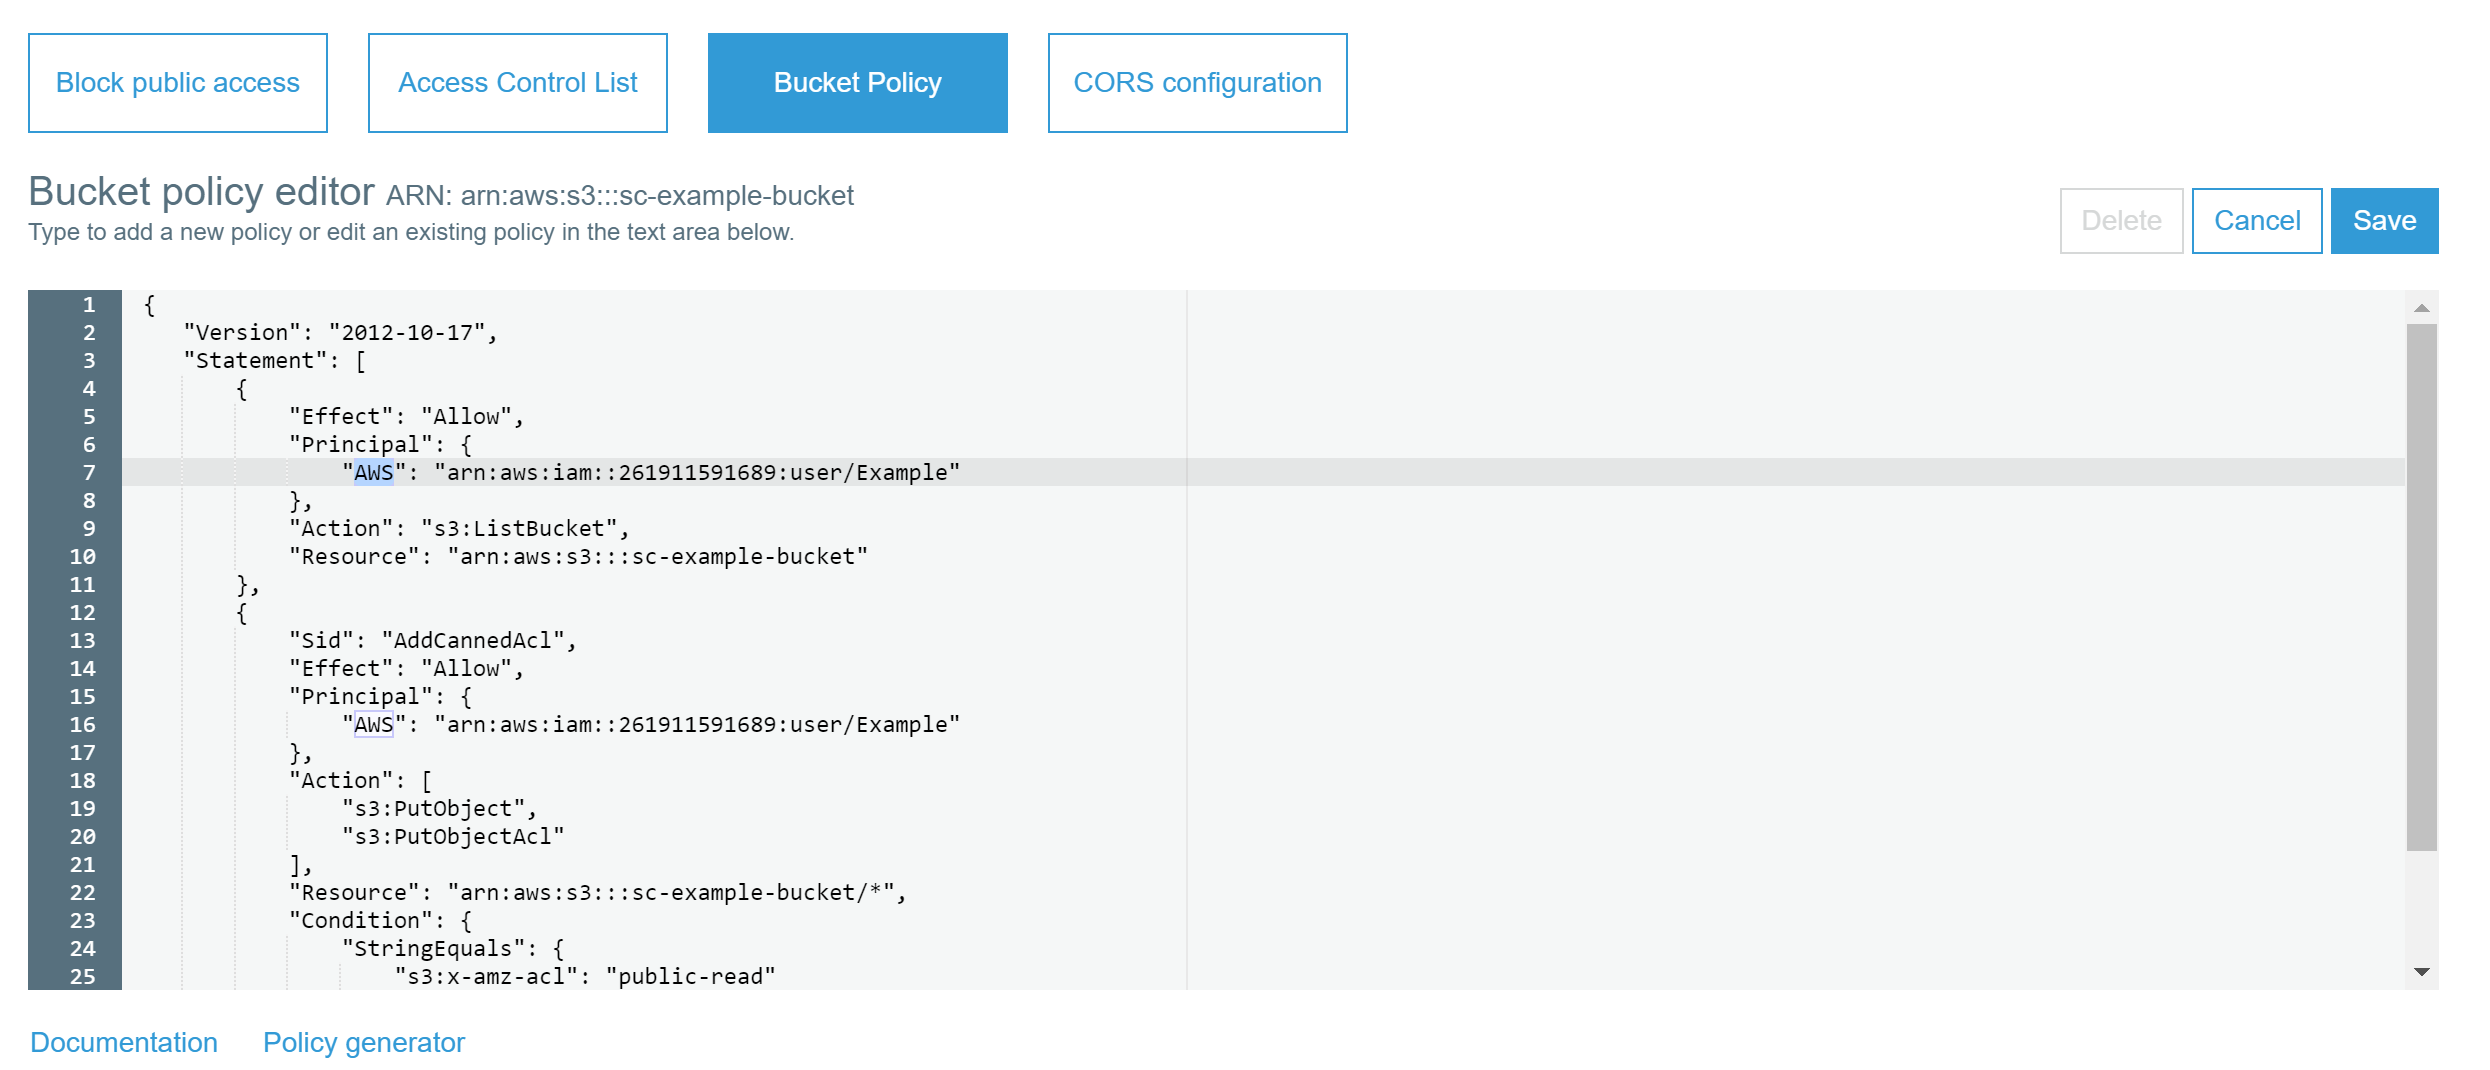 Block public access Access Control List Bucket Policy CORS configuration
Bucket policy editor ARN: arn:aws:s3:::sc-example-bucket
Type to add a new policy or edit an existing policy in the text area below.
Delete Cancel Save
1 {
2 "Version": "2012-10-17",
3 "Statement": [
4 {
5 "Effect": "Allow",
6 "Principal": {
7 "AWS": "arn:aws:iam::261911591689:user/Example"
8 },
9 "Action": "s3:ListBucket",
10 "Resource": "arn:aws:s3:::sc-example-bucket"
11 },
12 {
13 "Sid": "AddCannedAcl",
14 "Effect": "Allow",
15 "Principal": {
16 "AWS": "arn:aws:iam::261911591689:user/Example"
17 },
18 "Action": [
19 "s3:PutObject",
20 "s3:PutObjectAcl"
21 ],
22 "Resource": "arn:aws:s3:::sc-example-bucket/*",
23 "Condition": {
24 "StringEquals": {
25 "s3:x-amz-acl": "public-read"
Documentation Policy generator